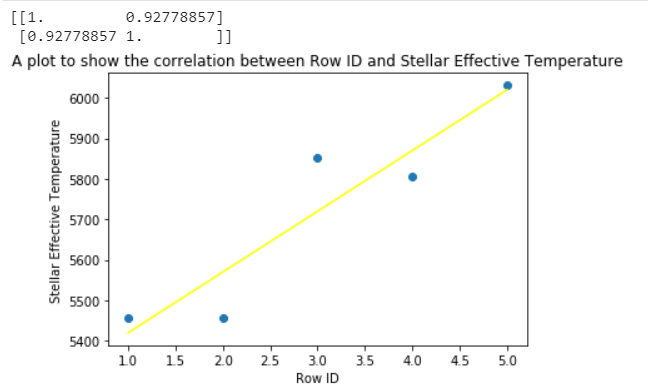 [[1.         0.92778857]
 [0.92778857 1.        ]]
A plot to show the correlation between Row ID and Stellar Effective Temperature
Stellar Effective Temperature
6000
5900
5800
5700
5600
5500
5400
1.0 1.5 2.0 2.5 3.0 3.5 4.0 4.5 5.0
Row ID